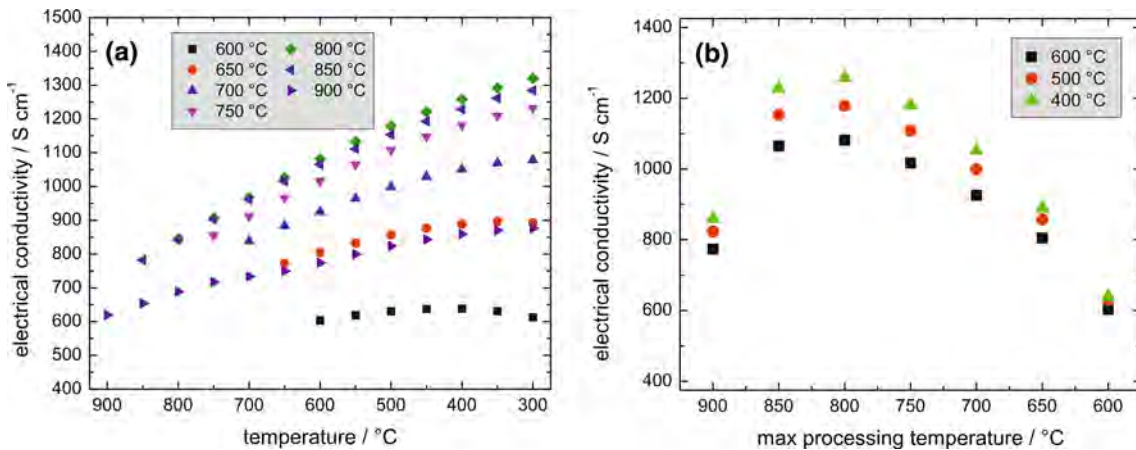 (a)
600 °C
650 °C
700 °C
750 °C
800 °C
850 °C
900 °C
1500
1400
1300
1200
1100
1000
900
800
700
600
500
400
electrical conductivity / S cm⁻¹
900 800 700 600 500 400 300
temperature / °C
(b)
600 °C
500 °C
400 °C
1400
1200
1000
800
600
400
electrical conductivity / S cm⁻¹
900 850 800 750 700 650 600
max processing temperature / °C